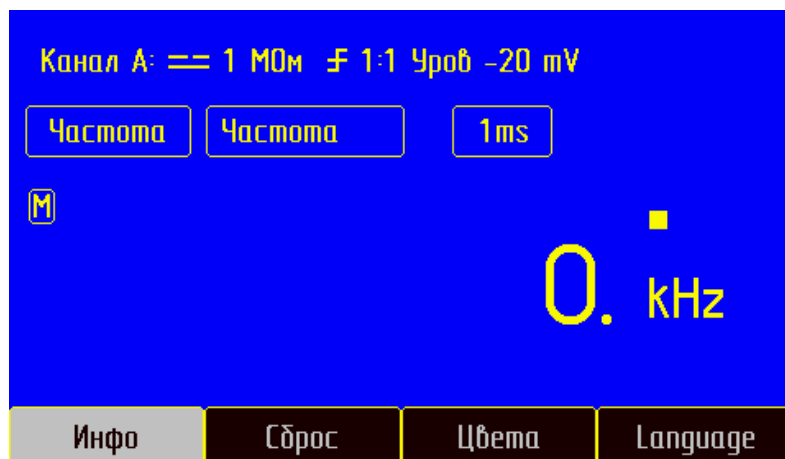 Канал А: 1 МОм 1:1 Уров -20 mV
Частота Частота 1ms
M
0. kHz
Инфо Сброс Цвета Language